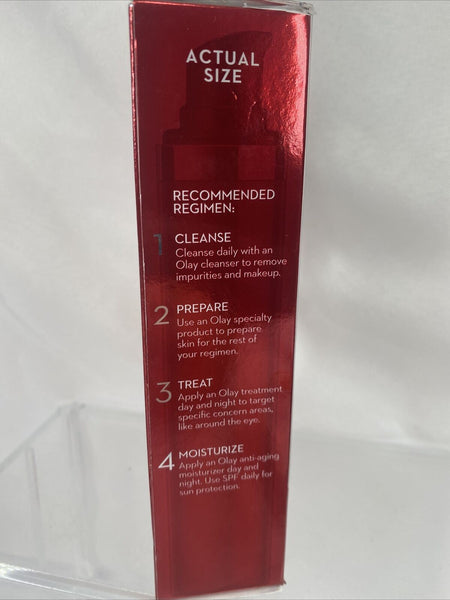 ACTUAL
SIZE
RECOMMENDED
REGIMEN:
1 CLEANSE
Cleanse daily with an
Olay cleanser to remove
impurities and makeup.
2 PREPARE
Use an Olay specialty
product to prepare
skin for the rest of
your regimen.
3 TREAT
Apply an Olay treatment
day and night to target
specific concern areas,
like around the eye.
4 MOISTURIZE
Apply an Olay anti-aging
moisturizer day and
night. Use SPF daily for
sun protection.